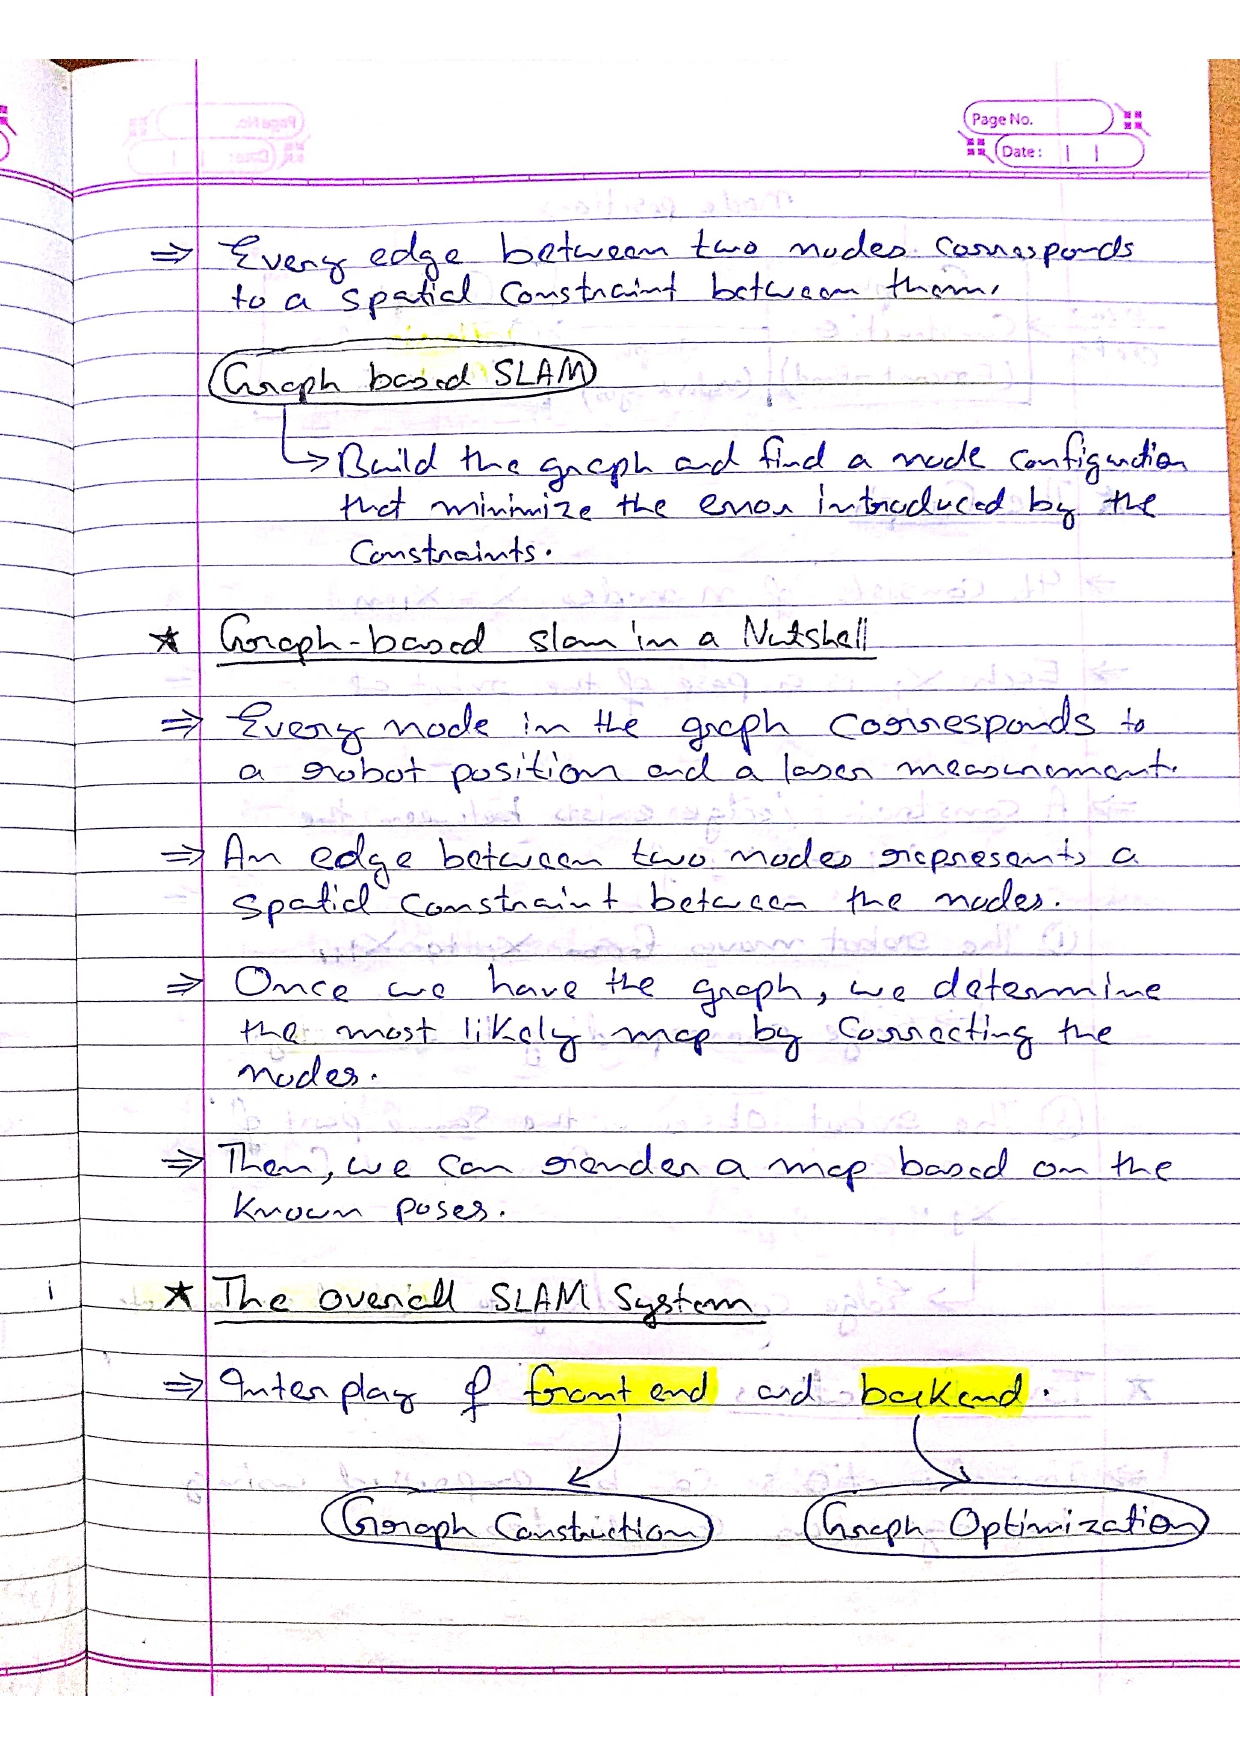 Page No.
Date:
⇒ Every edge between two nodes corresponds
to a spatial constraint between them.
Graph based SLAM
↳ Build the graph and find a node configuration
that minimize the error introduced by the
constraints.
★ Graph-based slam in a Nutshell
⇒ Every node in the graph corresponds to
a robot position and a laser measurement.
⇒ An edge between two nodes represents a
spatial constraint between the nodes.
⇒ Once we have the graph, we determine
the most likely map by correcting the
nodes.
⇒ Then, we can render a map based on the
known poses.
★ The overall SLAM System
⇒ Interplay of front end and backend.
Graph Construction Graph Optimization